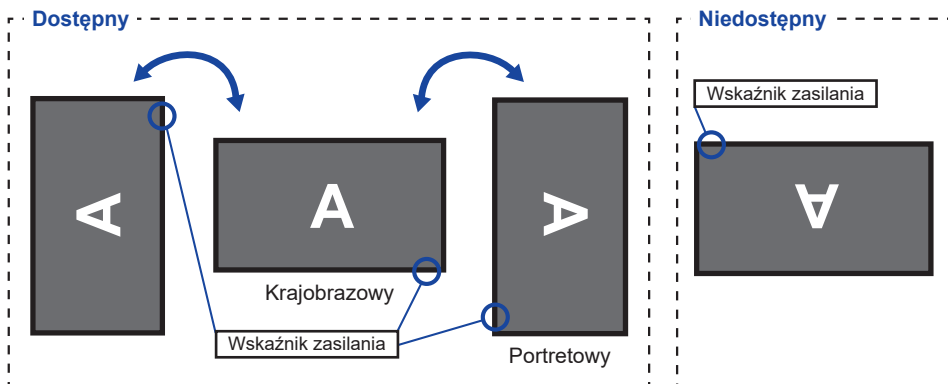 Dostępny
Niedostępny
Wskaźnik zasilania
A
A
A
A
Krajobrazowy
Wskaźnik zasilania
Portretowy